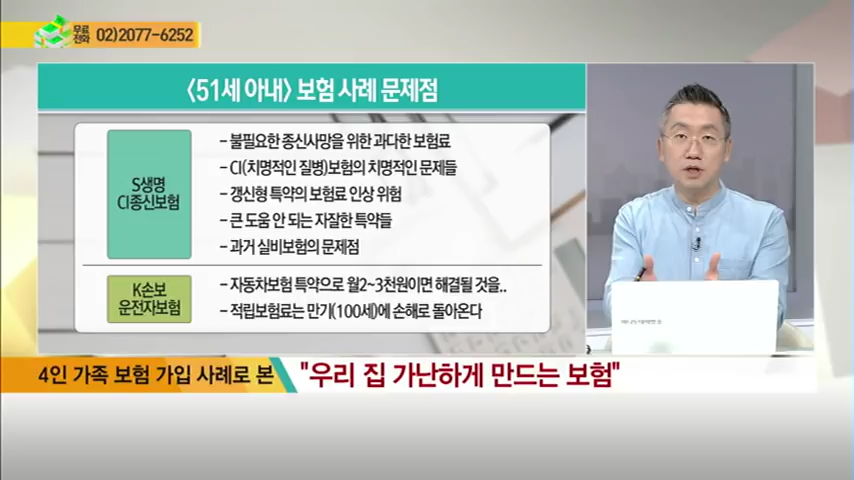 무료
전화 02)2077-6252
<51세 아내> 보험 사례 문제점
S생명
CI종신보험
- 불필요한 종신사망을 위한 과다한 보험료
- CI(치명적인 질병)보험의 치명적인 문제들
- 갱신형 특약의 보험료 인상 위험
- 큰 도움 안 되는 자잘한 특약들
- 과거 실비보험의 문제점
K손보
운전자보험
- 자동차보험 특약으로 월2~3천원이면 해결될 것을..
- 적립보험료는 만기(100세)에 손해로 돌아온다
4인 가족 보험 가입 사례로 본 "우리 집 가난하게 만드는 보험"